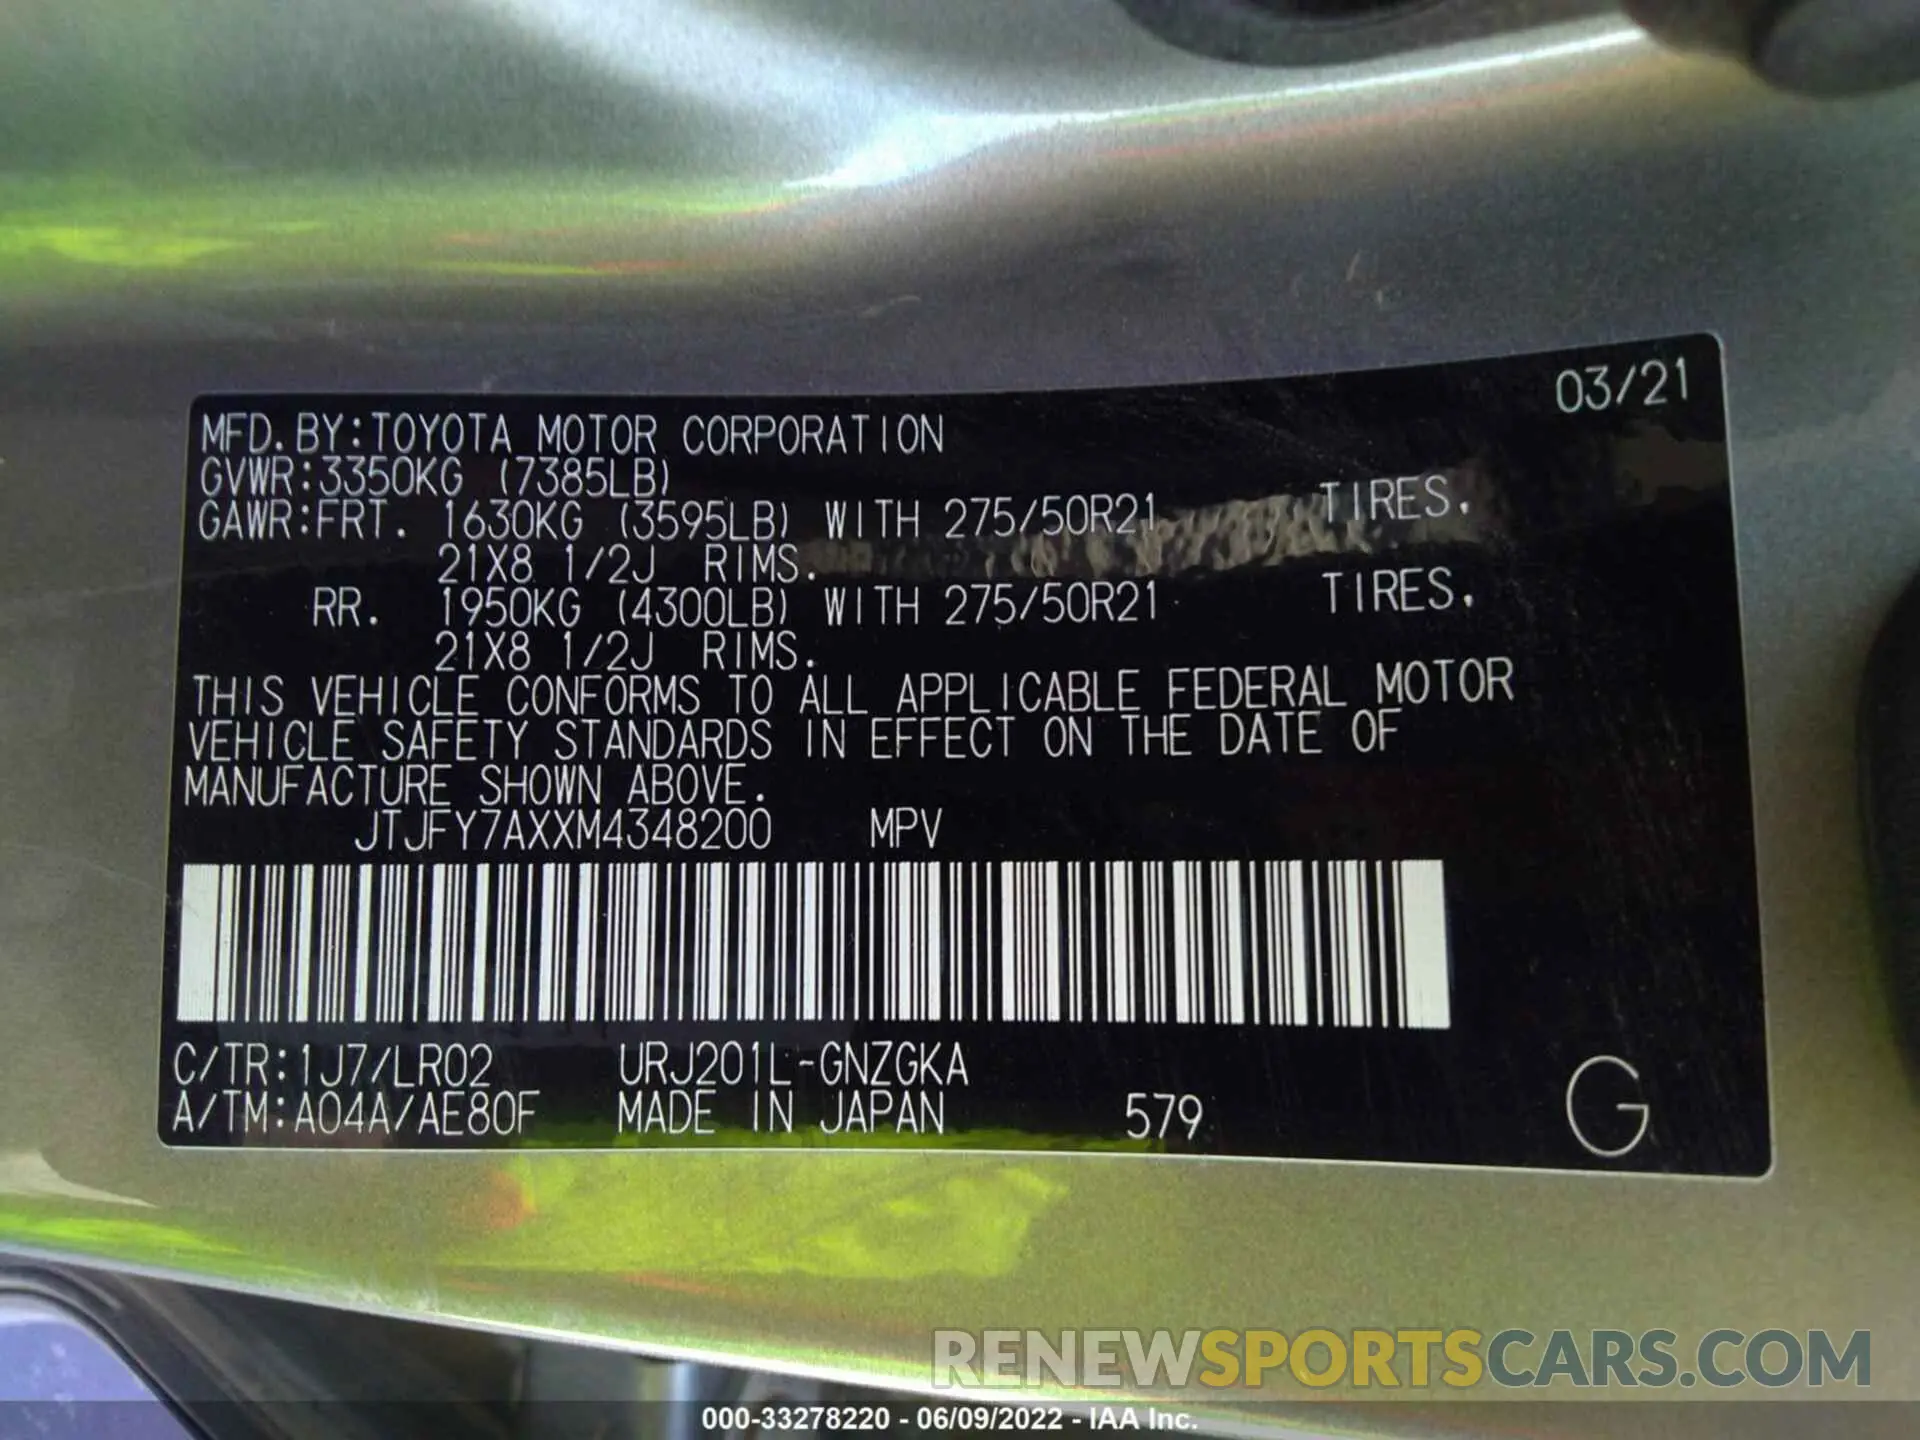 03/21
MFD.BY:TOYOTA MOTOR CORPORATION
GVWR:3350KG (7385LB)
GAWR:FRT. 1630KG (3595LB) WITH 275/50R21 TIRES.
21X8 1/2J RIMS.
RR. 1950KG (4300LB) WITH 275/50R21 TIRES.
21X8 1/2J RIMS.
THIS VEHICLE CONFORMS TO ALL APPLICABLE FEDERAL MOTOR
VEHICLE SAFETY STANDARDS IN EFFECT ON THE DATE OF
MANUFACTURE SHOWN ABOVE.
JTJFY7AXXM4348200 MPV
C/TR:1J7/LR02 URJ201L-GNZGKA
A/TM:A04A/AE80F MADE IN JAPAN 579 G
RENEWSPORTSCARS.COM
000-33278220 - 06/09/2022 - IAA Inc.